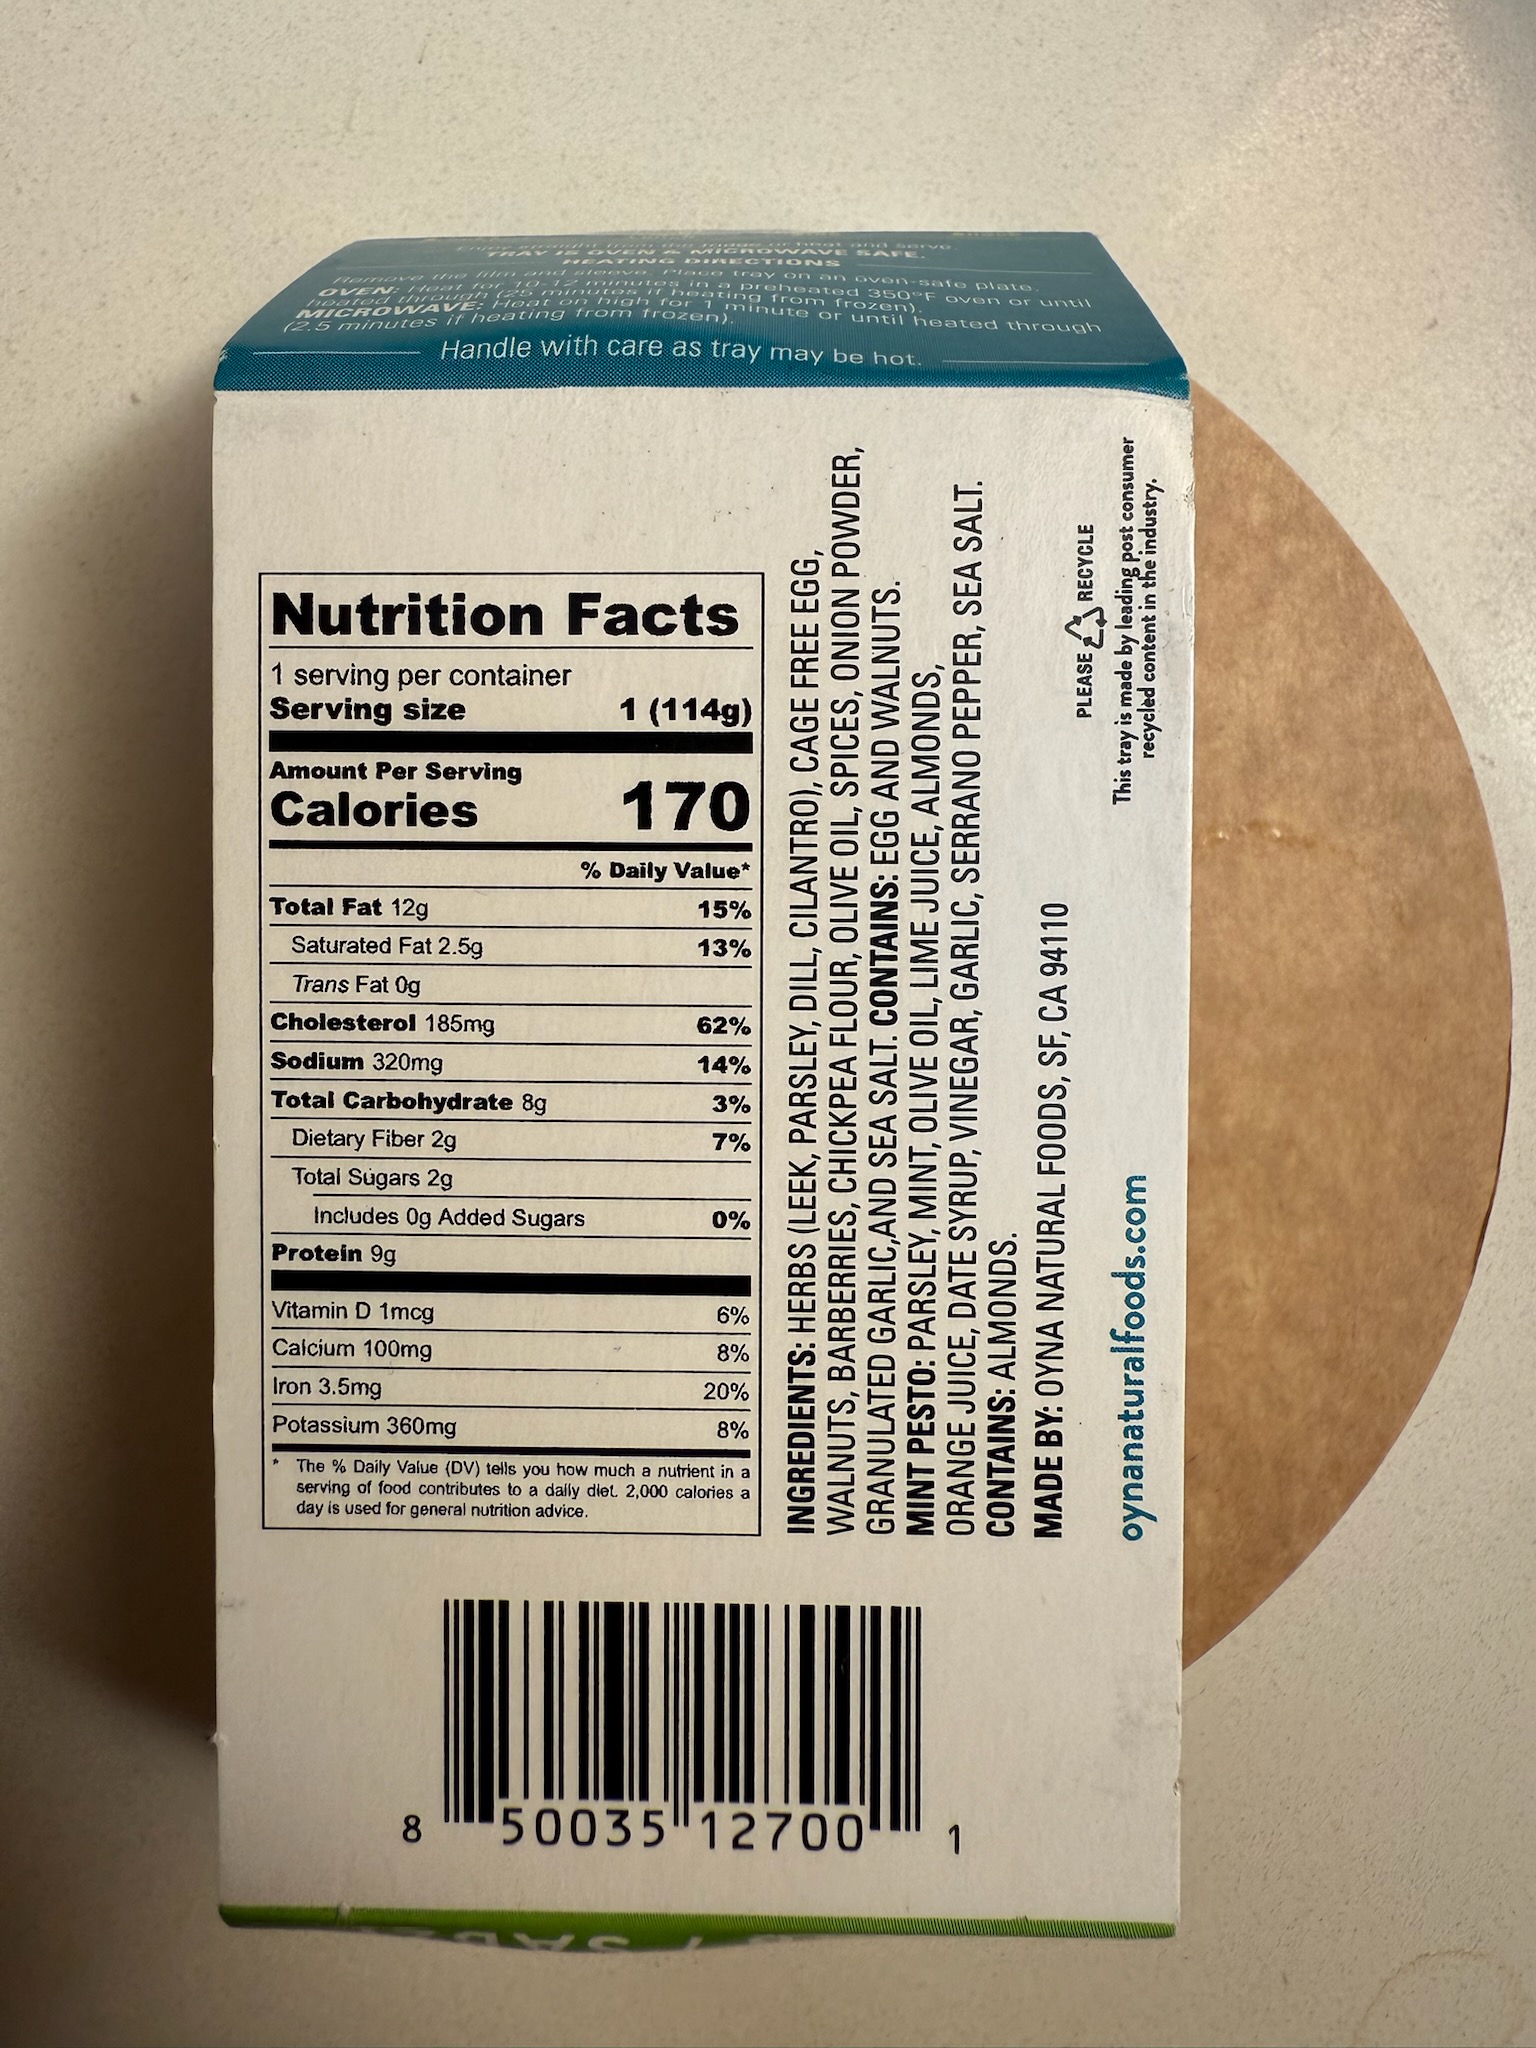 Enjoy straight from the fridge or heat and serve.
TRAY IS OVEN & MICROWAVE SAFE.
HEATING DIRECTIONS
Remove the film and sleeve. Place tray on an oven-safe plate.
OVEN: Heat for 10-12 minutes in a preheated 350°F oven or until
heated through (25 minutes if heating from frozen).
MICROWAVE: Heat on high for 1 minute or until heated through
(2.5 minutes if heating from frozen).
Handle with care as tray may be hot.
Nutrition Facts
1 serving per container
Serving size 1 (114g)
Amount Per Serving
Calories 170
% Daily Value*
Total Fat 12g 15%
Saturated Fat 2.5g 13%
Trans Fat 0g
Cholesterol 185mg 62%
Sodium 320mg 14%
Total Carbohydrate 8g 3%
Dietary Fiber 2g 7%
Total Sugars 2g
Includes 0g Added Sugars 0%
Protein 9g
Vitamin D 1mcg 6%
Calcium 100mg 8%
Iron 3.5mg 20%
Potassium 360mg 8%
* The % Daily Value (DV) tells you how much a nutrient in a
serving of food contributes to a daily diet. 2,000 calories a
day is used for general nutrition advice.
INGREDIENTS: HERBS (LEEK, PARSLEY, DILL, CILANTRO), CAGE FREE EGG,
WALNUTS, BARBERRIES, CHICKPEA FLOUR, OLIVE OIL, SPICES, ONION POWDER,
GRANULATED GARLIC,AND SEA SALT. CONTAINS: EGG AND WALNUTS.
MINT PESTO: PARSLEY, MINT, OLIVE OIL, LIME JUICE, ALMONDS,
ORANGE JUICE, DATE SYRUP, VINEGAR, GARLIC, SERRANO PEPPER, SEA SALT.
CONTAINS: ALMONDS.
MADE BY: OYNA NATURAL FOODS, SF, CA 94110
PLEASE RECYCLE
This tray is made by leading post consumer
recycled content in the industry.
oynanaturalfoods.com
8 50035 12700 1